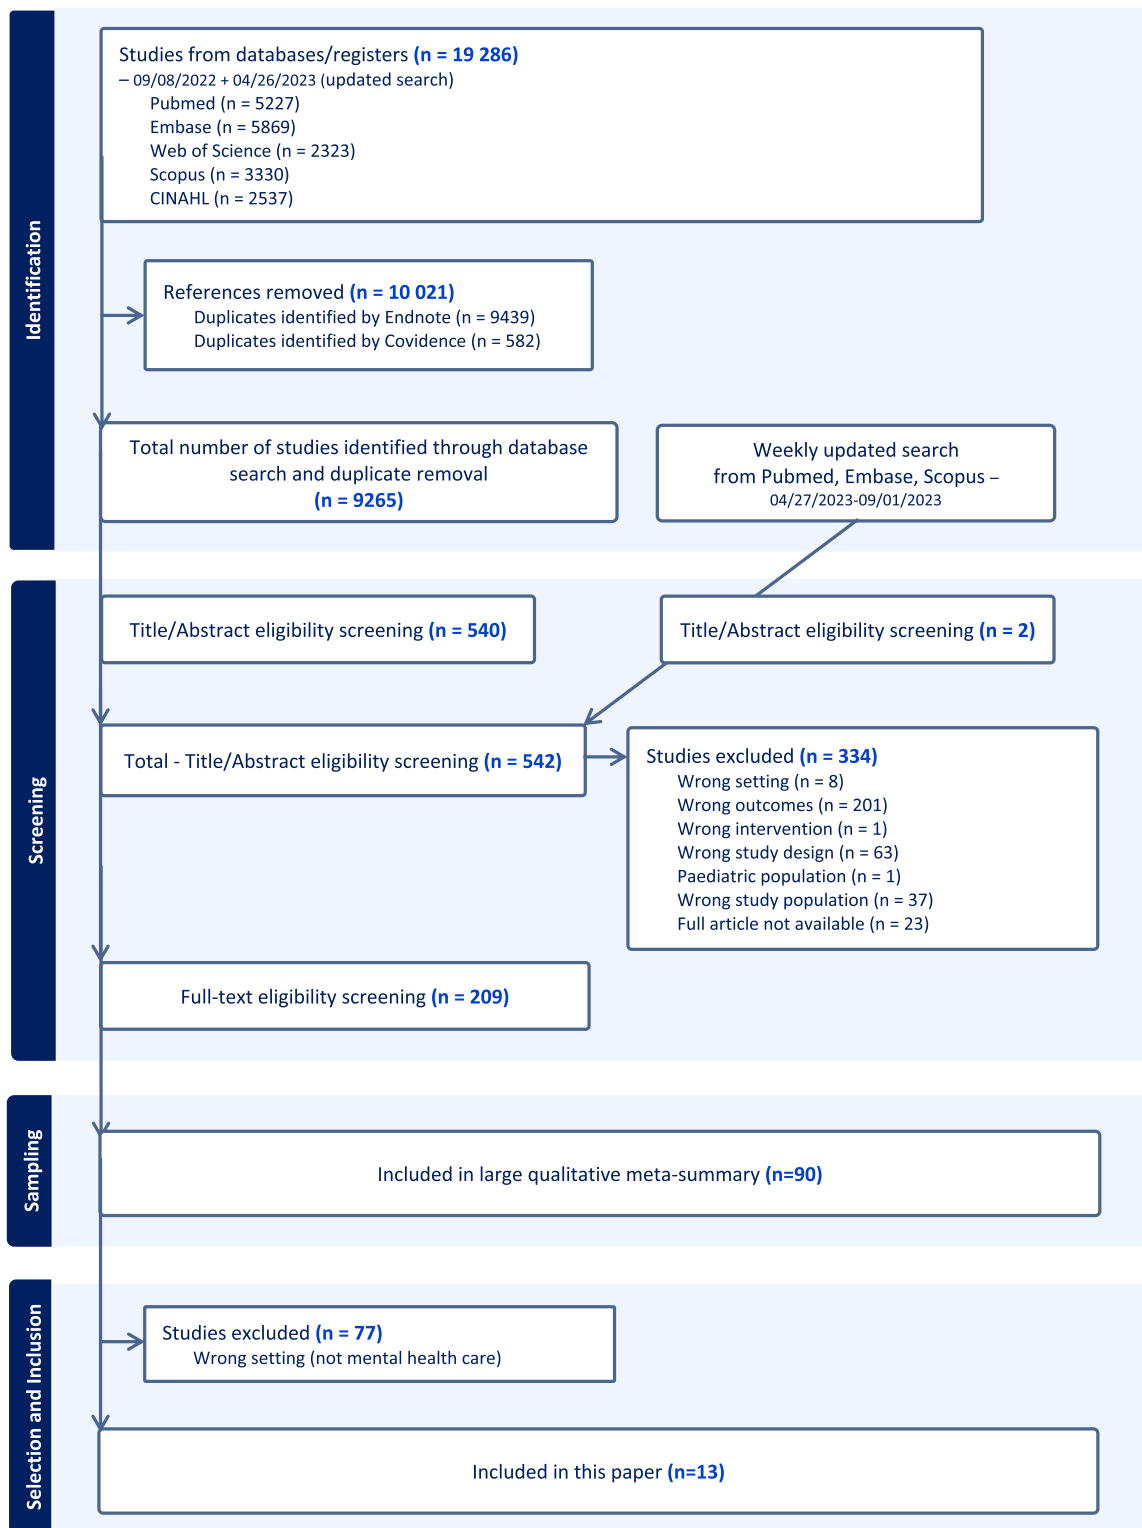 Identification
Studies from databases/registers (n = 19 286)
– 09/08/2022 + 04/26/2023 (updated search)
Pubmed (n = 5227)
Embase (n = 5869)
Web of Science (n = 2323)
Scopus (n = 3330)
CINAHL (n = 2537)
References removed (n = 10 021)
Duplicates identified by Endnote (n = 9439)
Duplicates identified by Covidence (n = 582)
Total number of studies identified through database
search and duplicate removal
(n = 9265)
Weekly updated search
from Pubmed, Embase, Scopus –
04/27/2023-09/01/2023
Screening
Title/Abstract eligibility screening (n = 540)
Title/Abstract eligibility screening (n = 2)
Total - Title/Abstract eligibility screening (n = 542)
Studies excluded (n = 334)
Wrong setting (n = 8)
Wrong outcomes (n = 201)
Wrong intervention (n = 1)
Wrong study design (n = 63)
Paediatric population (n = 1)
Wrong study population (n = 37)
Full article not available (n = 23)
Full-text eligibility screening (n = 209)
Sampling
Included in large qualitative meta-summary (n=90)
Selection and Inclusion
Studies excluded (n = 77)
Wrong setting (not mental health care)
Included in this paper (n=13)